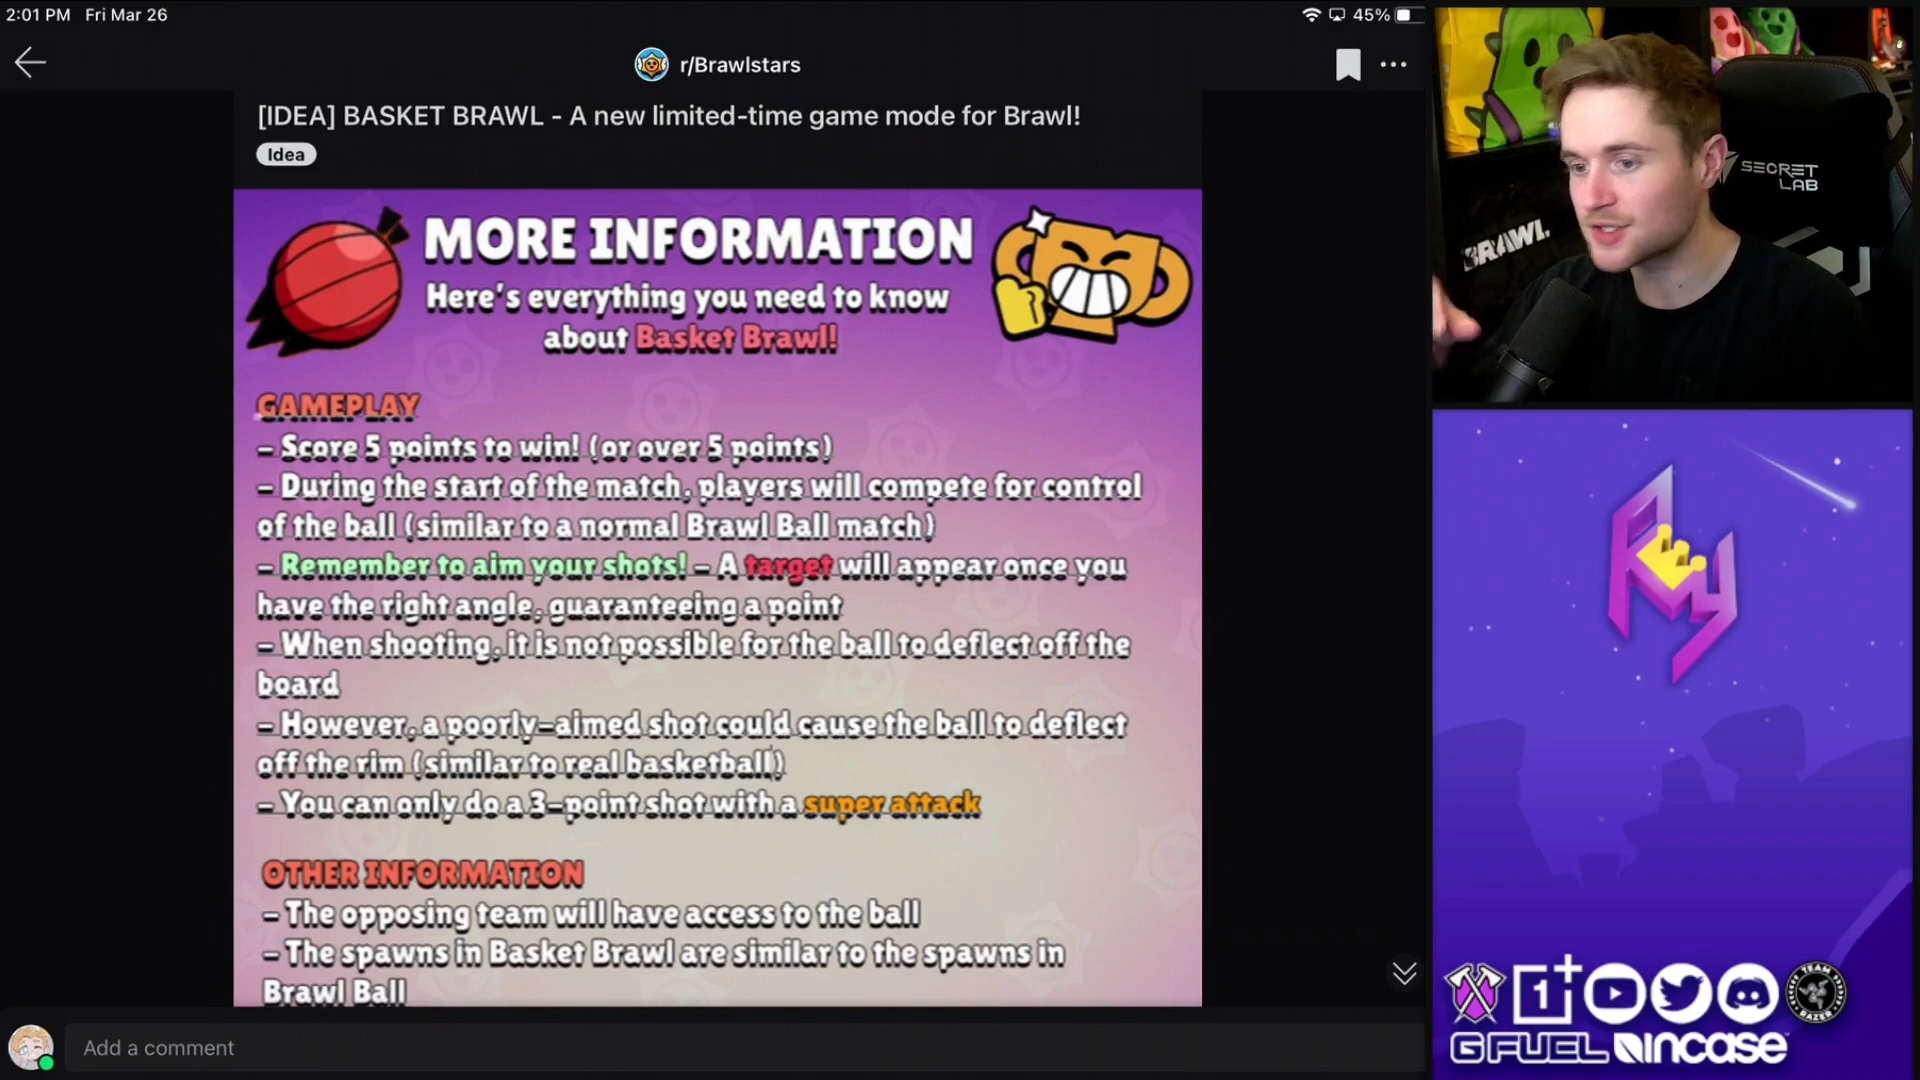 2:01 PM Fri Mar 26
45%
r/Brawlstars
[IDEA] BASKET BRAWL - A new limited-time game mode for Brawl!
Idea
MORE INFORMATION
Here's everything you need to know
about Basket Brawl!
GAMEPLAY
- Score 5 points to win! (or over 5 points)
- During the start of the match, players will compete for control
of the ball (similar to a normal Brawl Ball match)
- Remember to aim your shots! - A target will appear once you
have the right angle, guaranteeing a point
- When shooting, it is not possible for the ball to deflect off the
board
- However, a poorly-aimed shot could cause the ball to deflect
off the rim (similar to real basketball)
- You can only do a 3-point shot with a super attack
OTHER INFORMATION
- The opposing team will have access to the ball
- The spawns in Basket Brawl are similar to the spawns in
Brawl Ball
Add a comment
SECRET
LAB
BRAWL
Rey
1
TEAM
RAZER
G FUEL INCASE